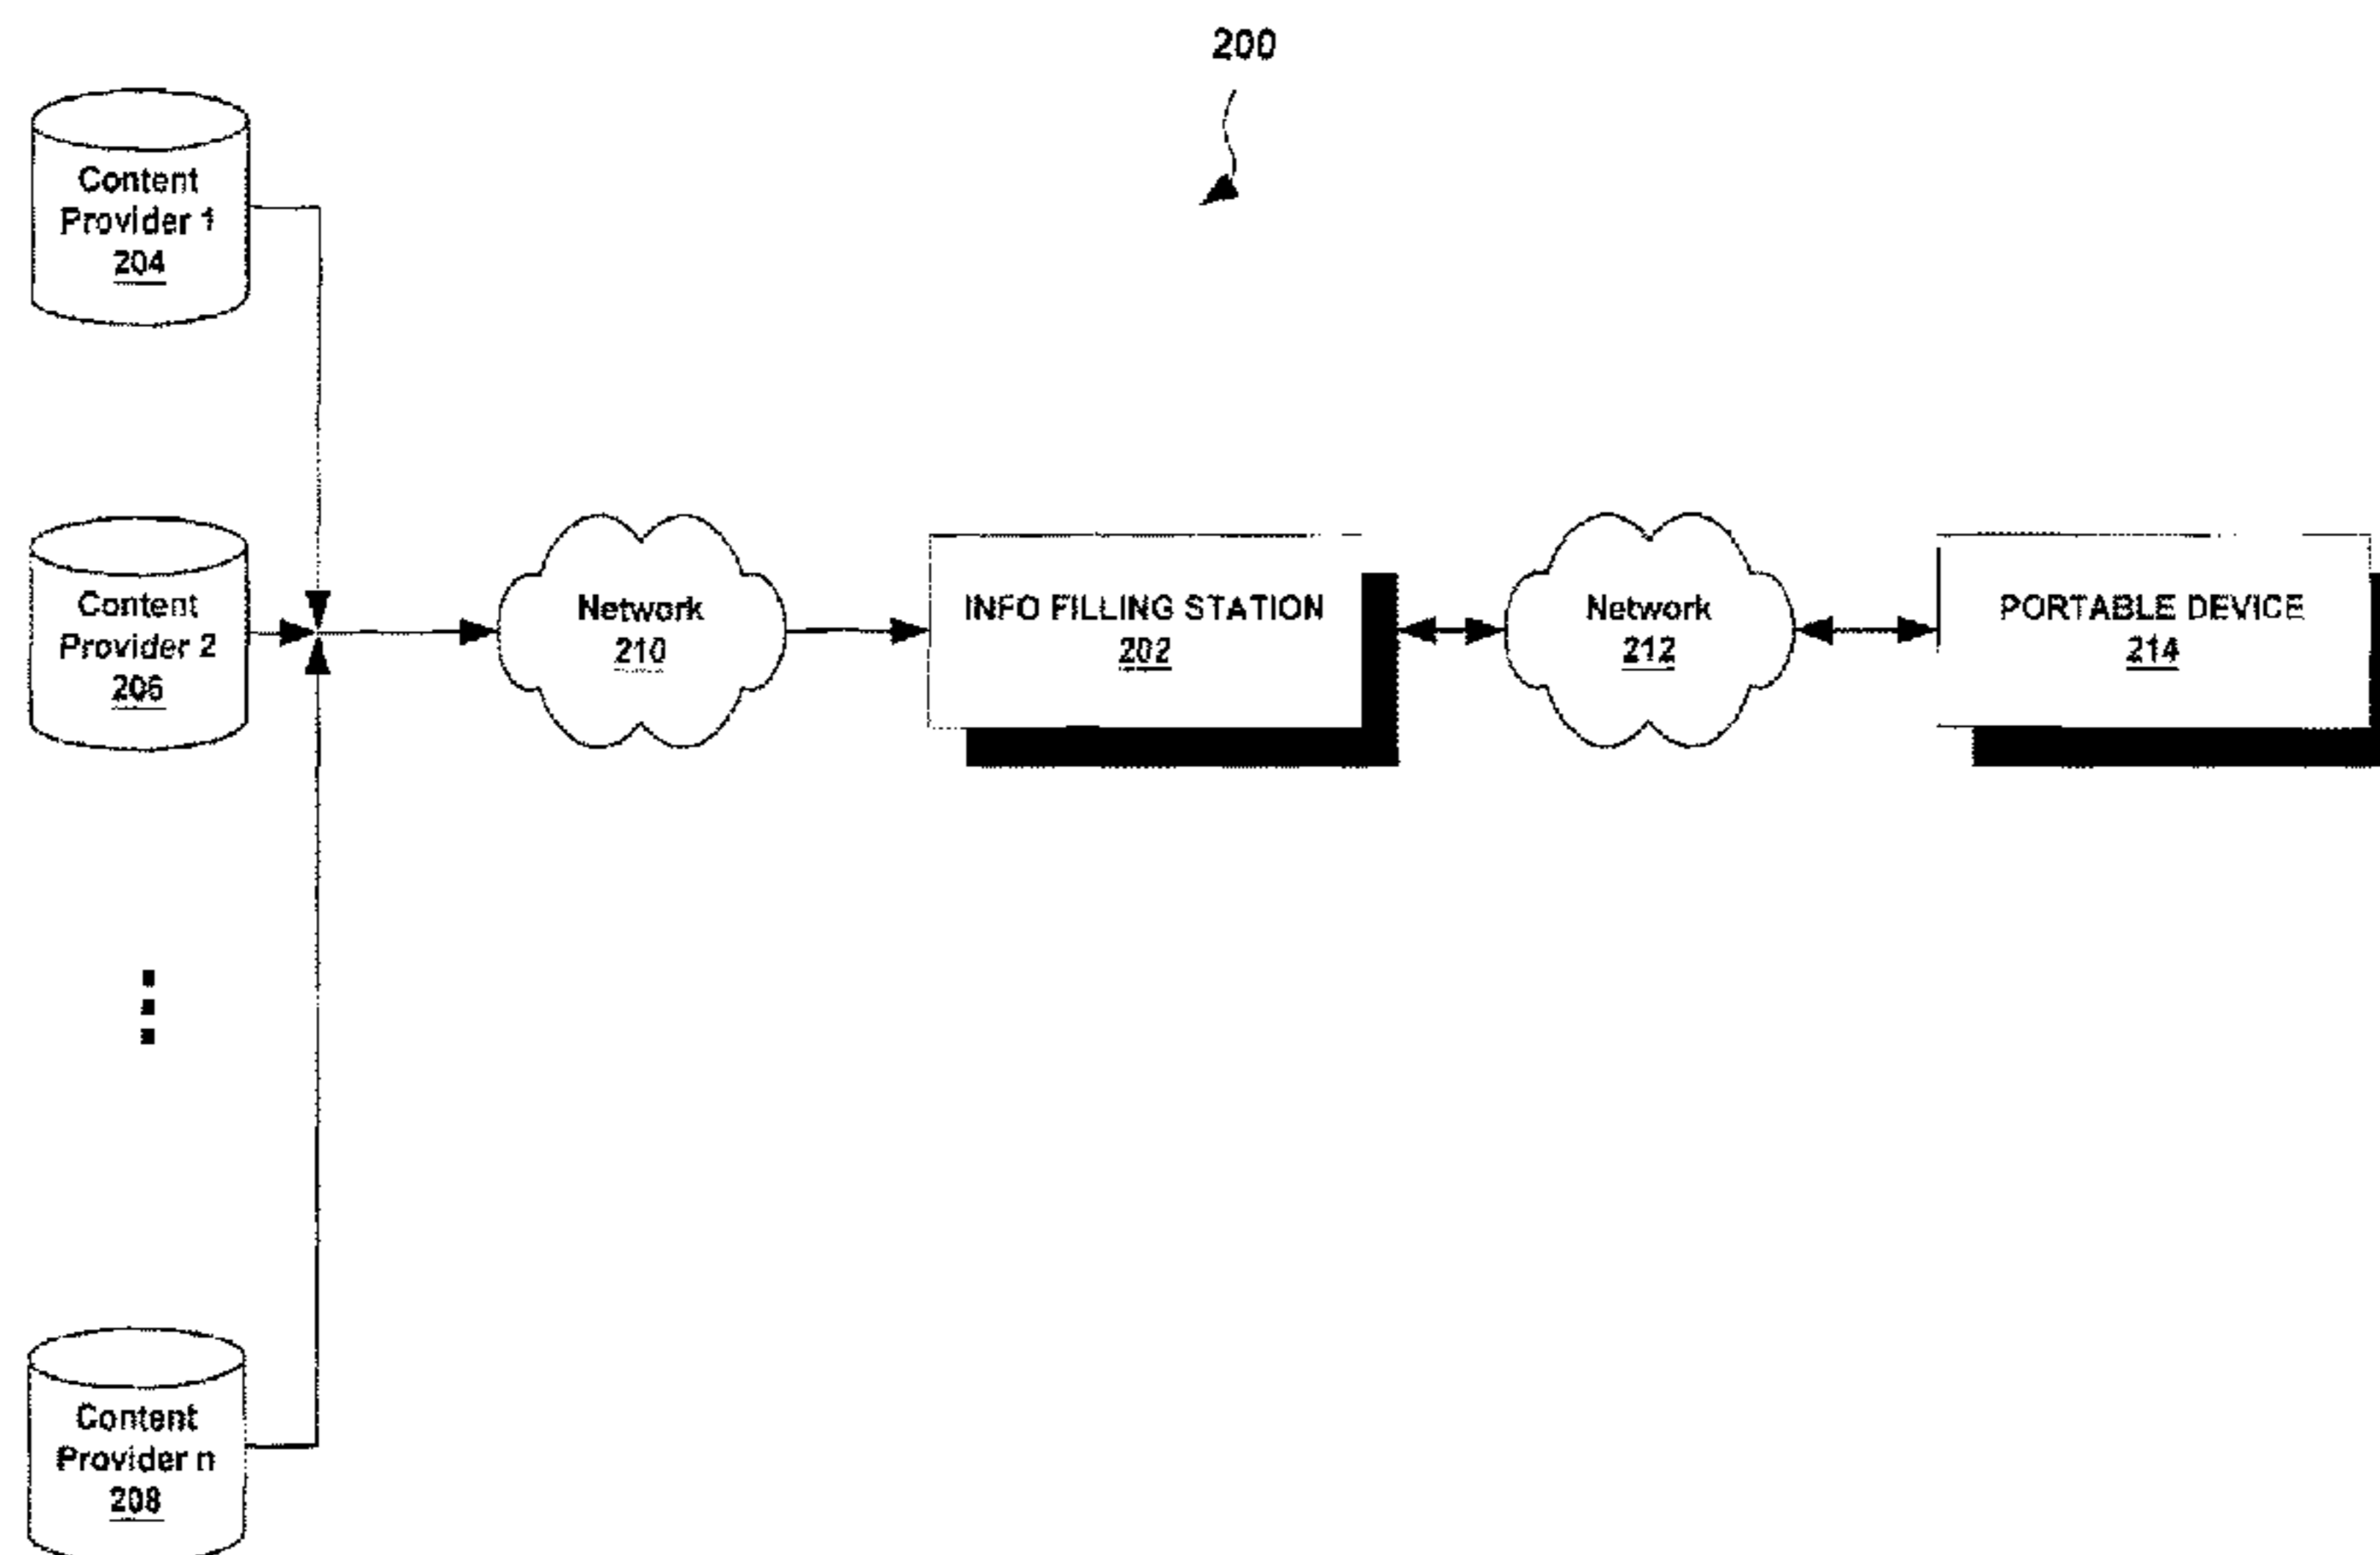 200
Content
Provider 1
204
Content
Provider 2
206
Network
210
INFO FILLING STATION
202
Network
212
PORTABLE DEVICE
214
Content
Provider n
208